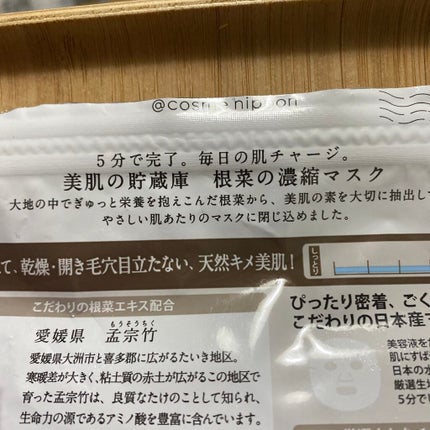 @cosme nippon
5分で完了。毎日の肌チャージ。
美肌の貯蔵庫 根菜の濃縮マスク
大地の中でぎゅっと栄養を抱えこんだ根菜から、美肌の素を大切に抽出して
やさしい肌あたりのマスクに閉じ込めました。
て、乾燥・開き毛穴目立たない、天然キメ美肌!
しっとり
こだわりの根菜エキス配合
もうそうちく
愛媛県 孟宗竹
愛媛県大洲市と喜多郡に広がるたいき地区。
寒暖差が大きく、粘土質の赤土が広がるこの地区で
育った孟宗竹は、良質なたけのことして知られ、
生命力の源であるアミノ酸を豊富に含んでいます。
ぴったり密着、ごく
こだわりの日本産マ
美容液を
肌にすば
日本の水
厳選生地
5分で